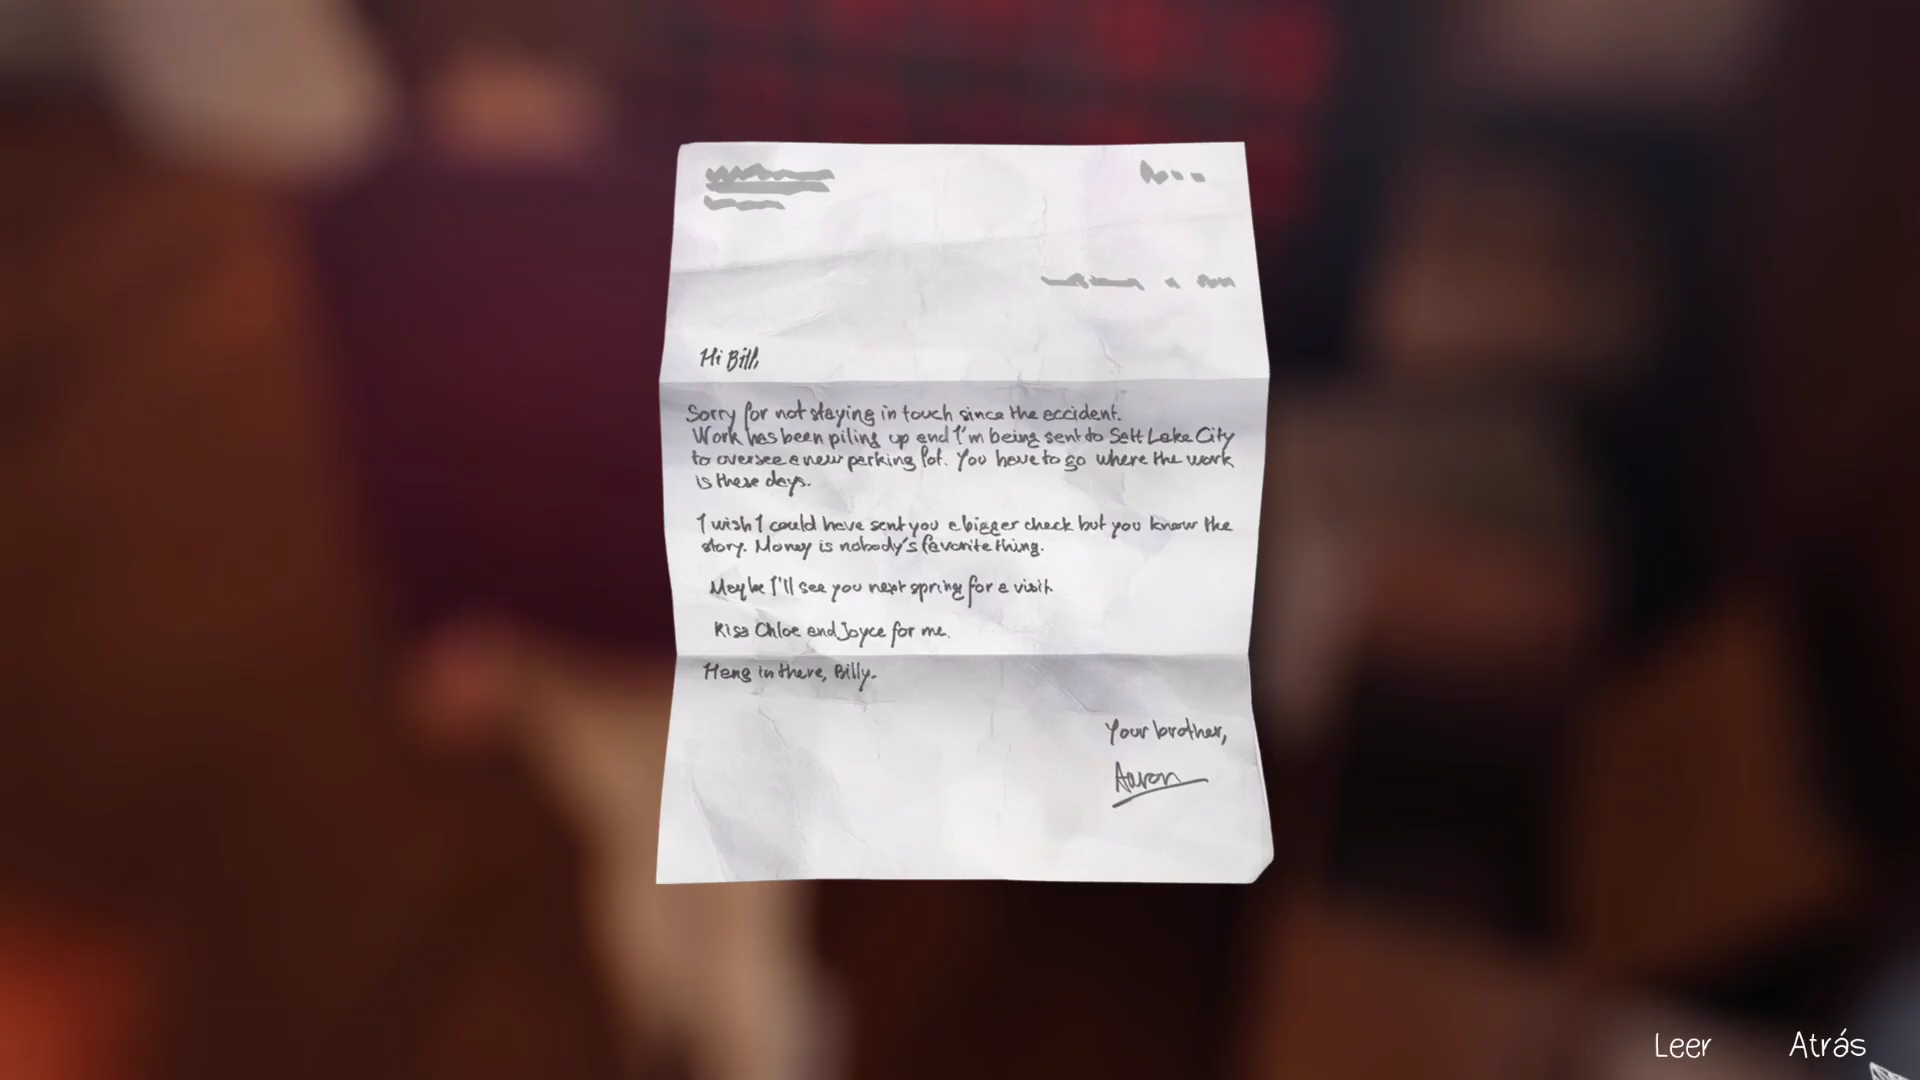 Hi Bill,
Sorry for not staying in touch since the accident.
Work has been piling up and I'm being sent to Salt Lake City
to oversee a new parking lot. You have to go where the work
is these days.
I wish I could have sent you a bigger check but you know the
story. Money is nobody's favorite thing.
Maybe I'll see you next spring for a visit.
Kiss Chloe and Joyce for me.
Hang in there, Billy.
Your brother,
Aaron
Leer Atrás